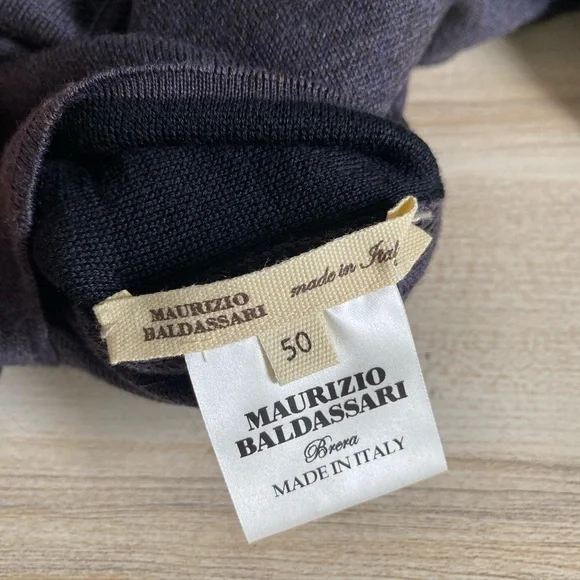 MAURIZIO
BALDASSARI
made in Italy
50
MAURIZIO
BALDASSARI
Brera
MADE IN ITALY